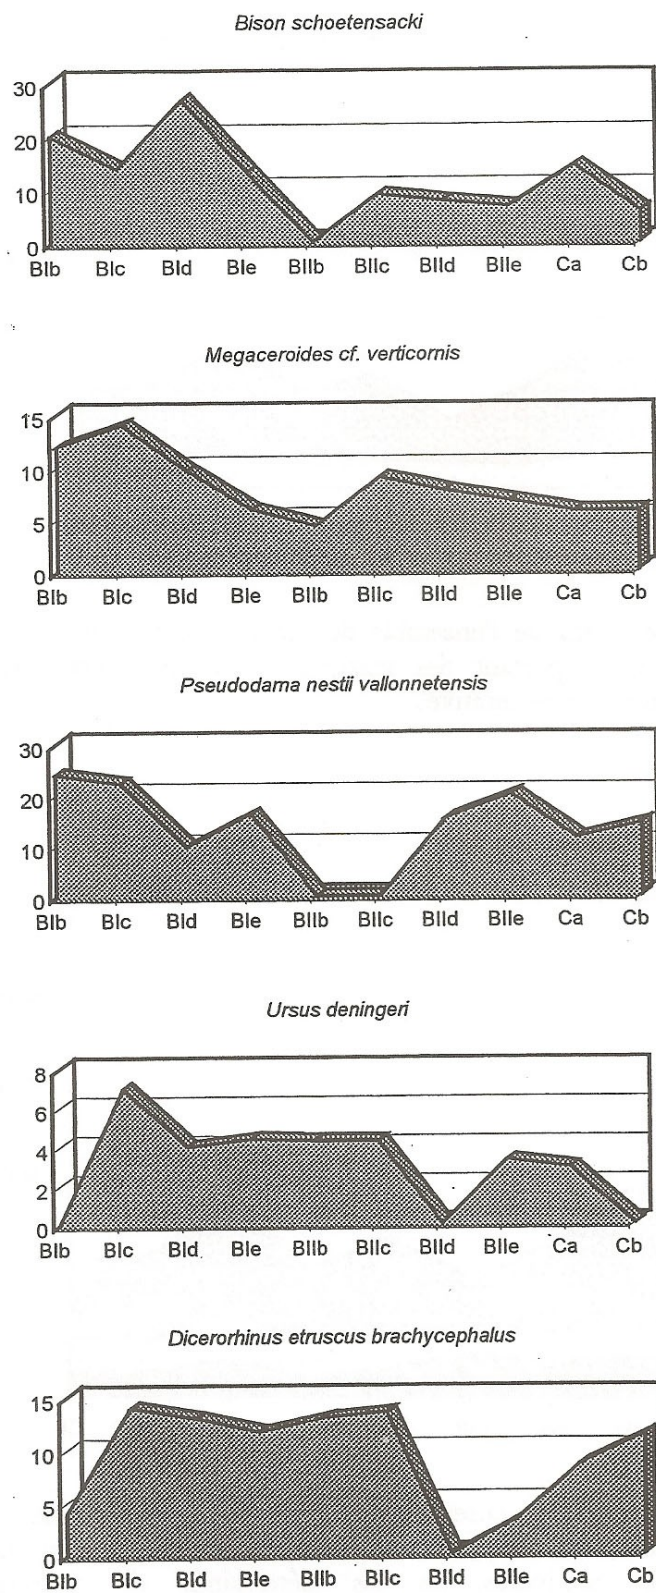 Bison schoetensacki
30
20
10
0
BIb BIc BId BIe BIIb BIIc BIId BIIe Ca Cb
Megaceroides cf. verticornis
15
10
5
0
BIb BIc BId BIe BIIb BIIc BIId BIIe Ca Cb
Pseudodama nestii vallonnetensis
30
20
10
0
BIb BIc BId BIe BIIb BIIc BIId BIIe Ca Cb
Ursus deningeri
8
6
4
2
0
BIb BIc BId BIe BIIb BIIc BIId BIIe Ca Cb
Dicerorhinus etruscus brachycephalus
15
10
5
0
BIb BIc BId BIe BIIb BIIc BIId BIIe Ca Cb